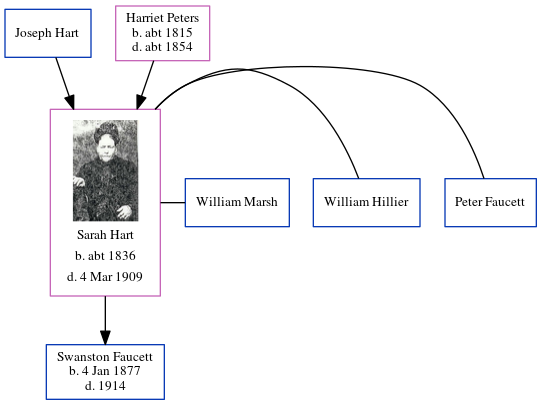 Joseph Hart
Harriet Peters
b. abt 1815
d. abt 1854
Sarah Hart
b. abt 1836
d. 4 Mar 1909
William Marsh
William Hillier
Peter Faucett
Swanston Faucett
b. 4 Jan 1877
d. 1914